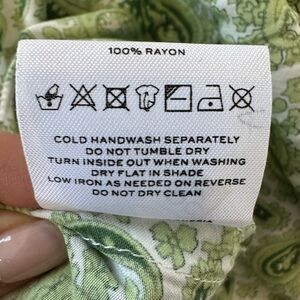 100% RAYON
COLD HANDWASH SEPARATELY
DO NOT TUMBLE DRY
TURN INSIDE OUT WHEN WASHING
DRY FLAT IN SHADE
LOW IRON AS NEEDED ON REVERSE
DO NOT DRY CLEAN